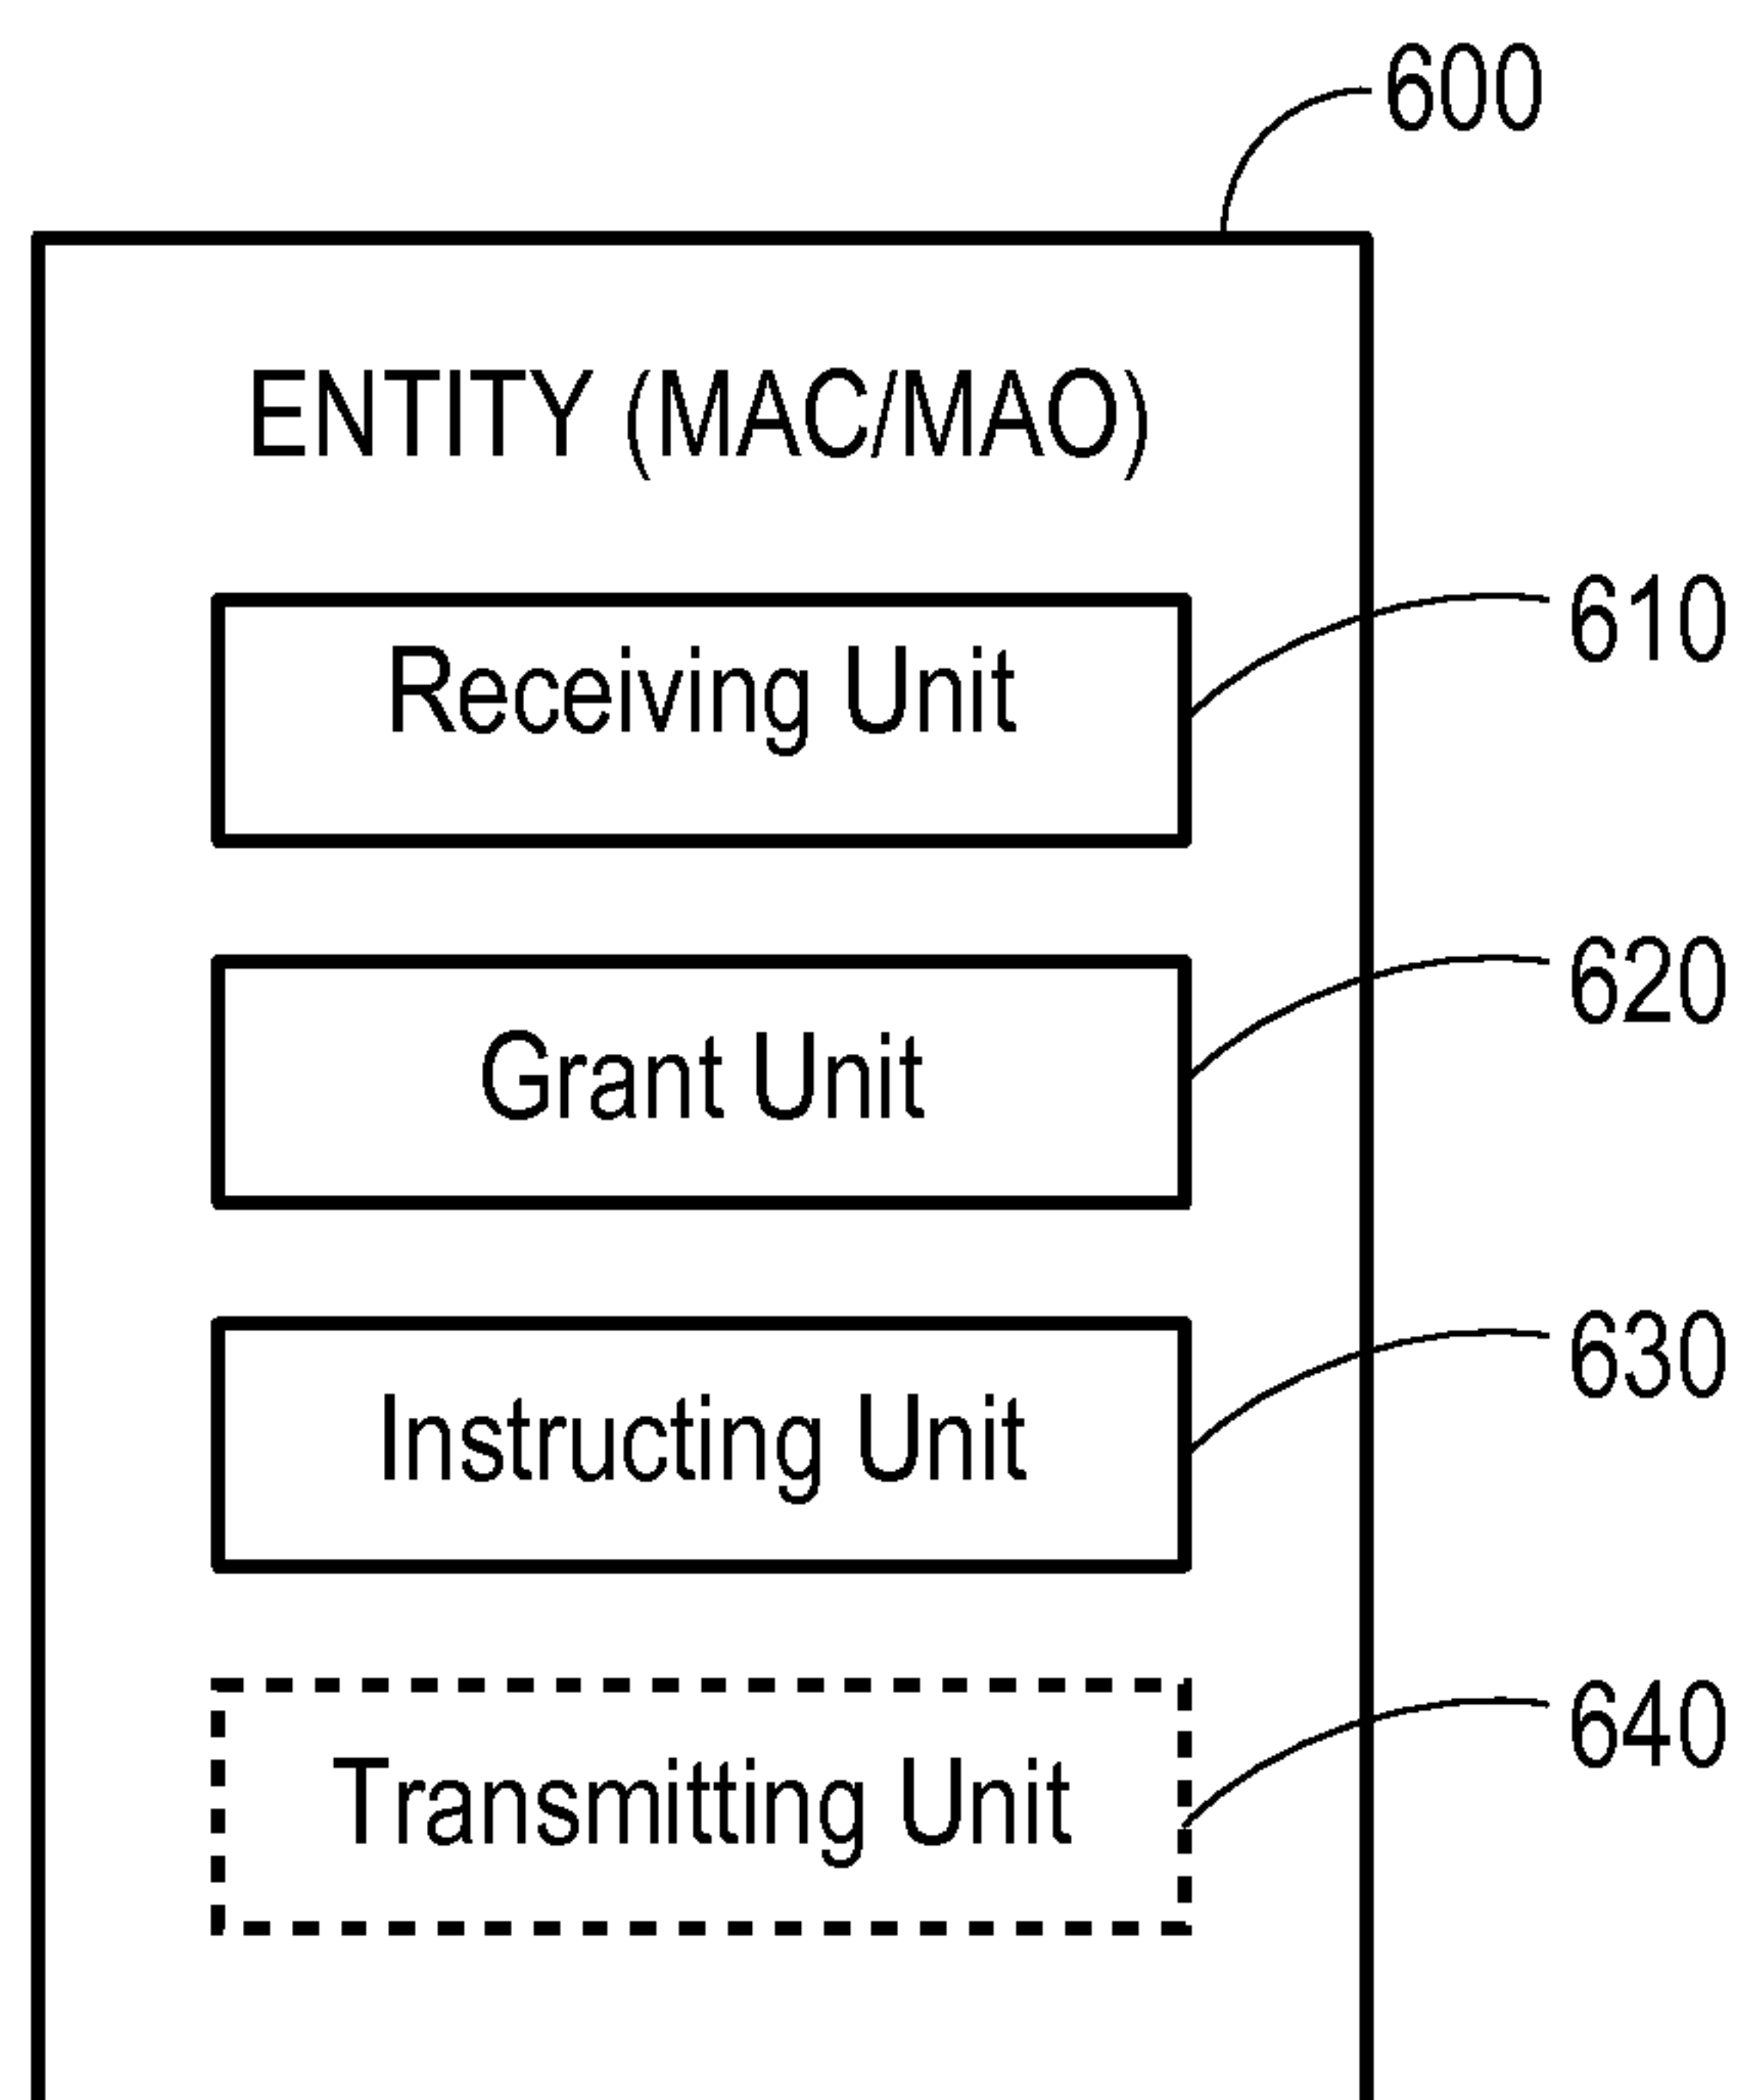 600
ENTITY (MAC/MAO)
Receiving Unit
610
Grant Unit
620
Instructing Unit
630
Transmitting Unit
640